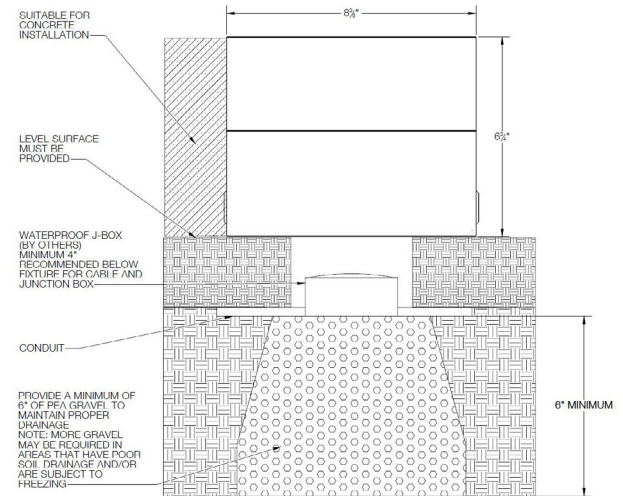 SUITABLE FOR
CONCRETE
INSTALLATION
8¾"
6¾"
LEVEL SURFACE
MUST BE
PROVIDED
WATERPROOF J-BOX
(BY OTHERS)
MINIMUM 4"
RECOMMENDED BELOW
FIXTURE FOR CABLE AND
JUNCTION BOX
CONDUIT
6" MINIMUM
PROVIDE A MINIMUM OF
6" OF PEA GRAVEL TO
MAINTAIN PROPER
DRAINAGE
NOTE: MORE GRAVEL
MAY BE REQUIRED IN
AREAS THAT HAVE POOR
SOIL DRAINAGE AND/OR
ARE SUBJECT TO
FREEZING